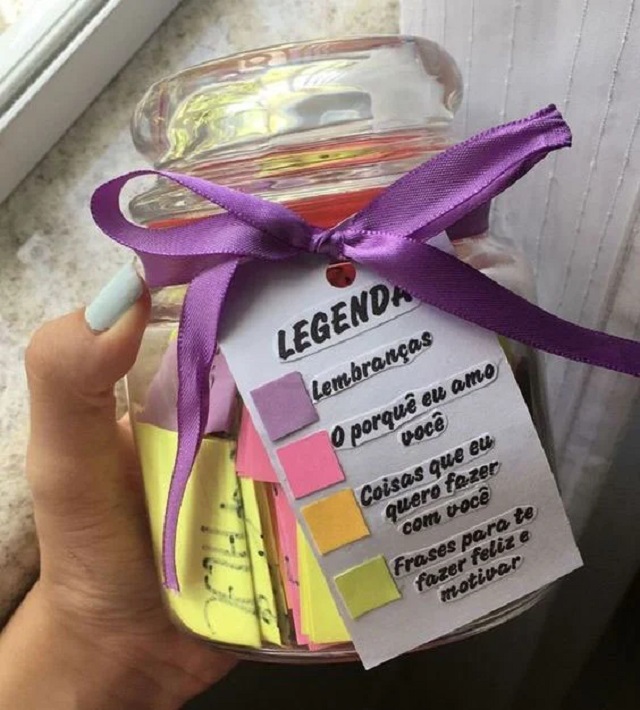 LEGENDA
Lembranças
O porquê eu amo
você
Coisas que eu
quero fazer
com você
Frases para te
fazer feliz e
motivar